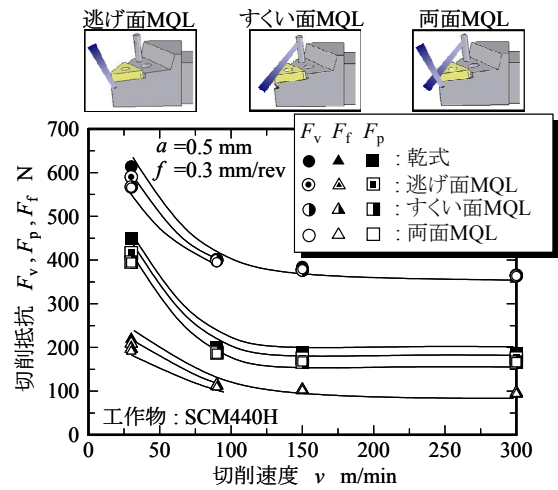 逃げ面MQL すくい面MQL 両面MQL
a =0.5 mm
f =0.3 mm/rev
Fv Ff Fp
: 乾式
: 逃げ面MQL
: すくい面MQL
: 両面MQL
切削抵抗 Fv, Fp, Ff N
700
600
500
400
300
200
100
0
工作物 : SCM440H
0 50 100 150 200 250 300
切削速度 v m/min